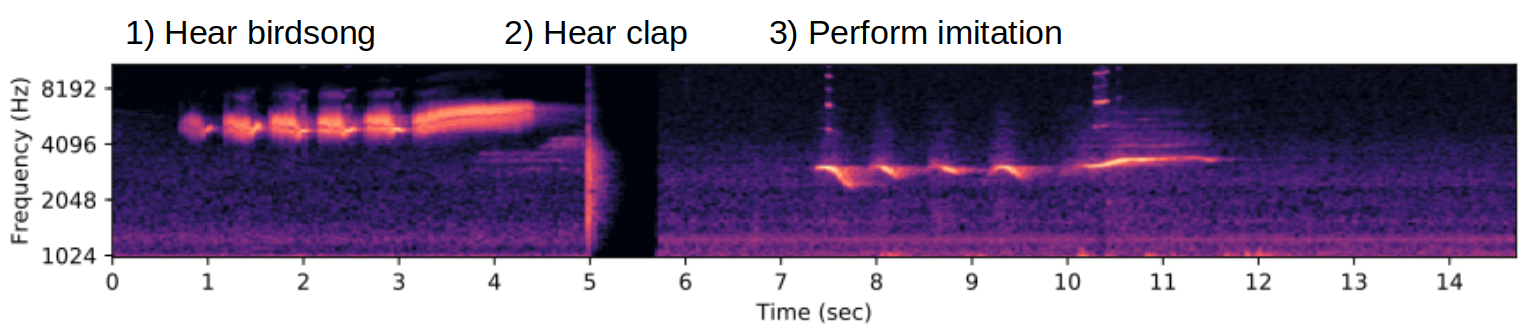 1) Hear birdsong 2) Hear clap 3) Perform imitation
8192
4096
2048
1024
Frequency (Hz)
0 1 2 3 4 5 6 7 8 9 10 11 12 13 14
Time (sec)